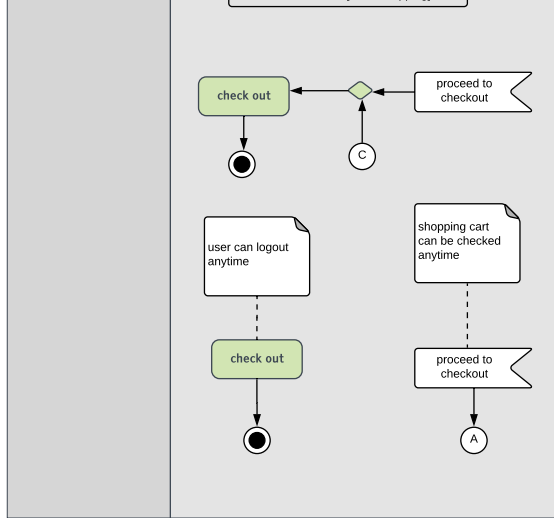 check out
proceed to
checkout
C
user can logout
anytime
shopping cart
can be checked
anytime
check out
proceed to
checkout
A